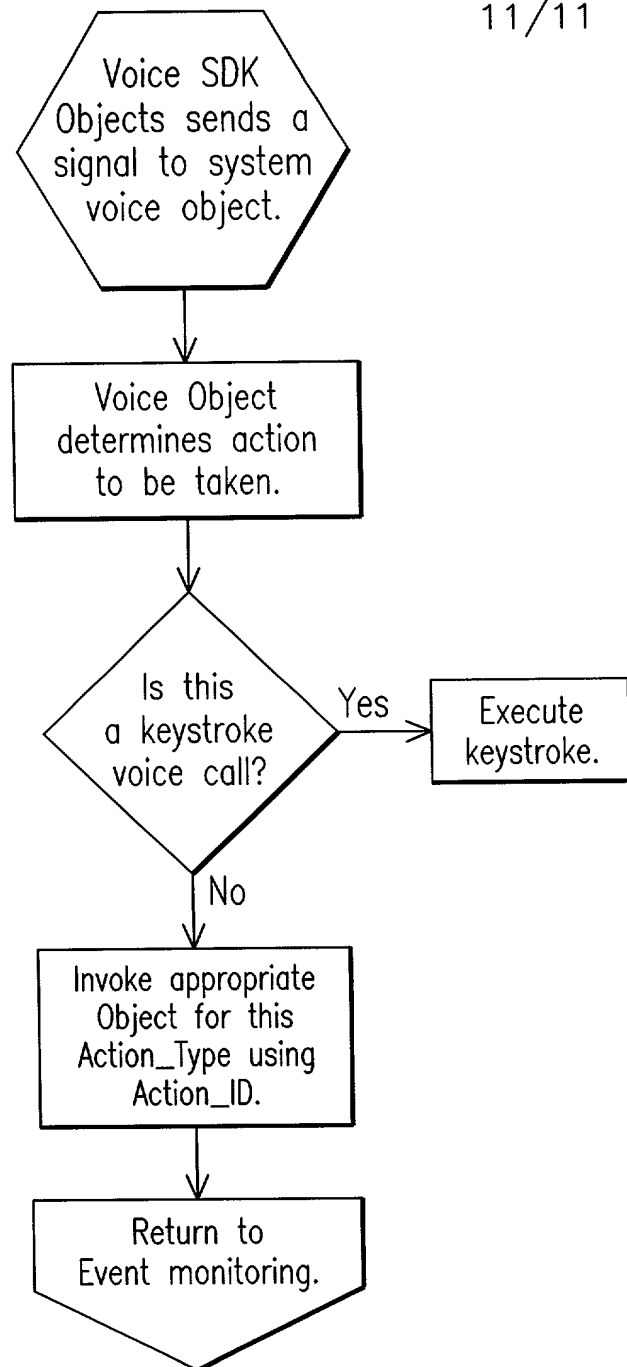 11/11
Voice SDK
Objects sends a
signal to system
voice object.
Voice Object
determines action
to be taken.
Is this
a keystroke
voice call?
Yes
Execute
keystroke.
No
Invoke appropriate
Object for this
Action_Type using
Action_ID.
Return to
Event monitoring.